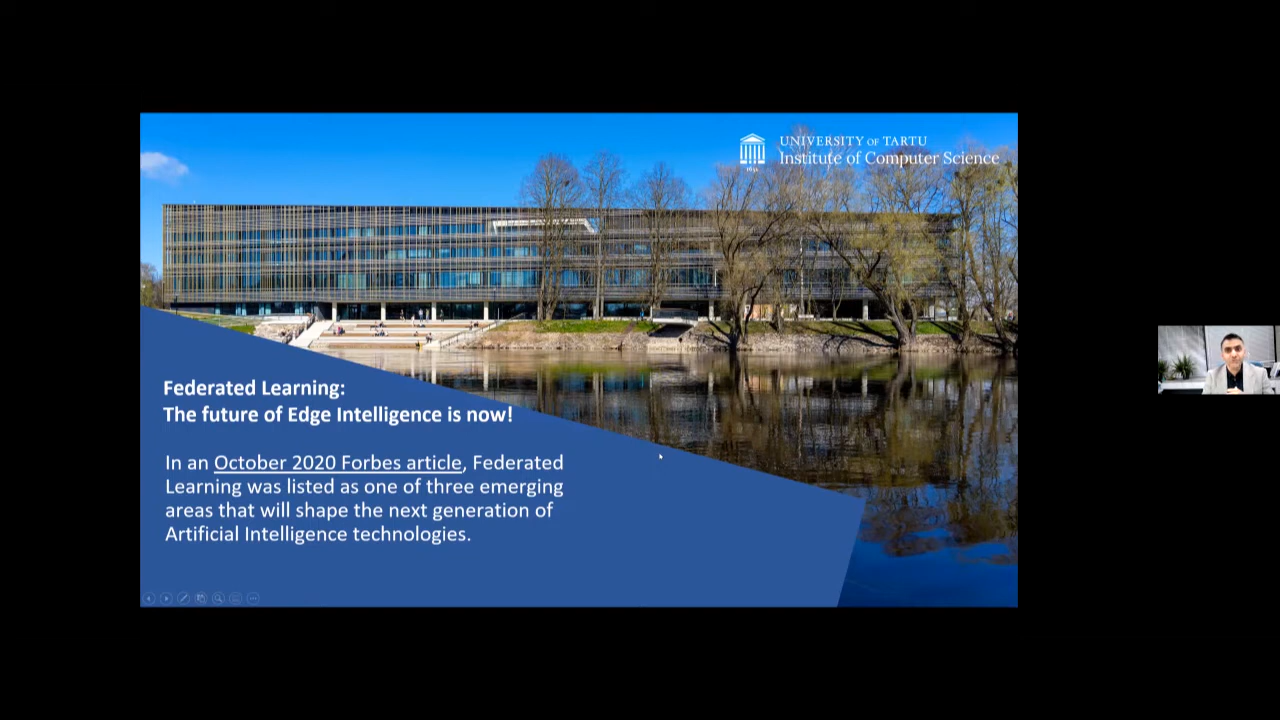 UNIVERSITY OF TARTU
Institute of Computer Science
1632
Federated Learning:
The future of Edge Intelligence is now!
In an October 2020 Forbes article, Federated
Learning was listed as one of three emerging
areas that will shape the next generation of
Artificial Intelligence technologies.